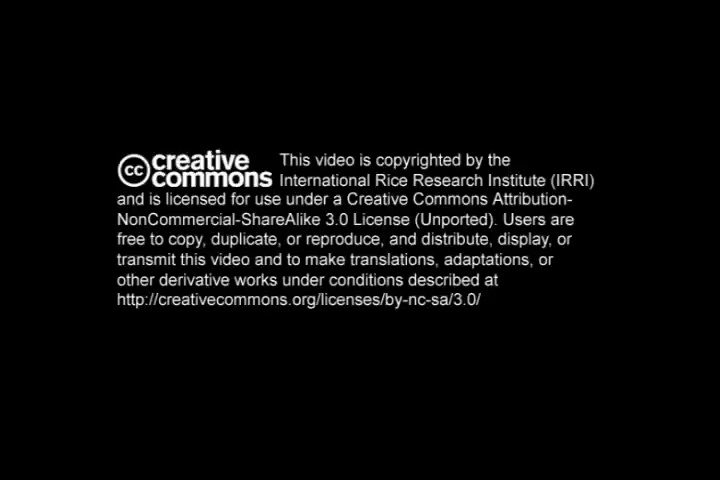 cc creative commons This video is copyrighted by the
International Rice Research Institute (IRRI)
and is licensed for use under a Creative Commons Attribution-
NonCommercial-ShareAlike 3.0 License (Unported). Users are
free to copy, duplicate, or reproduce, and distribute, display, or
transmit this video and to make translations, adaptations, or
other derivative works under conditions described at
http://creativecommons.org/licenses/by-nc-sa/3.0/